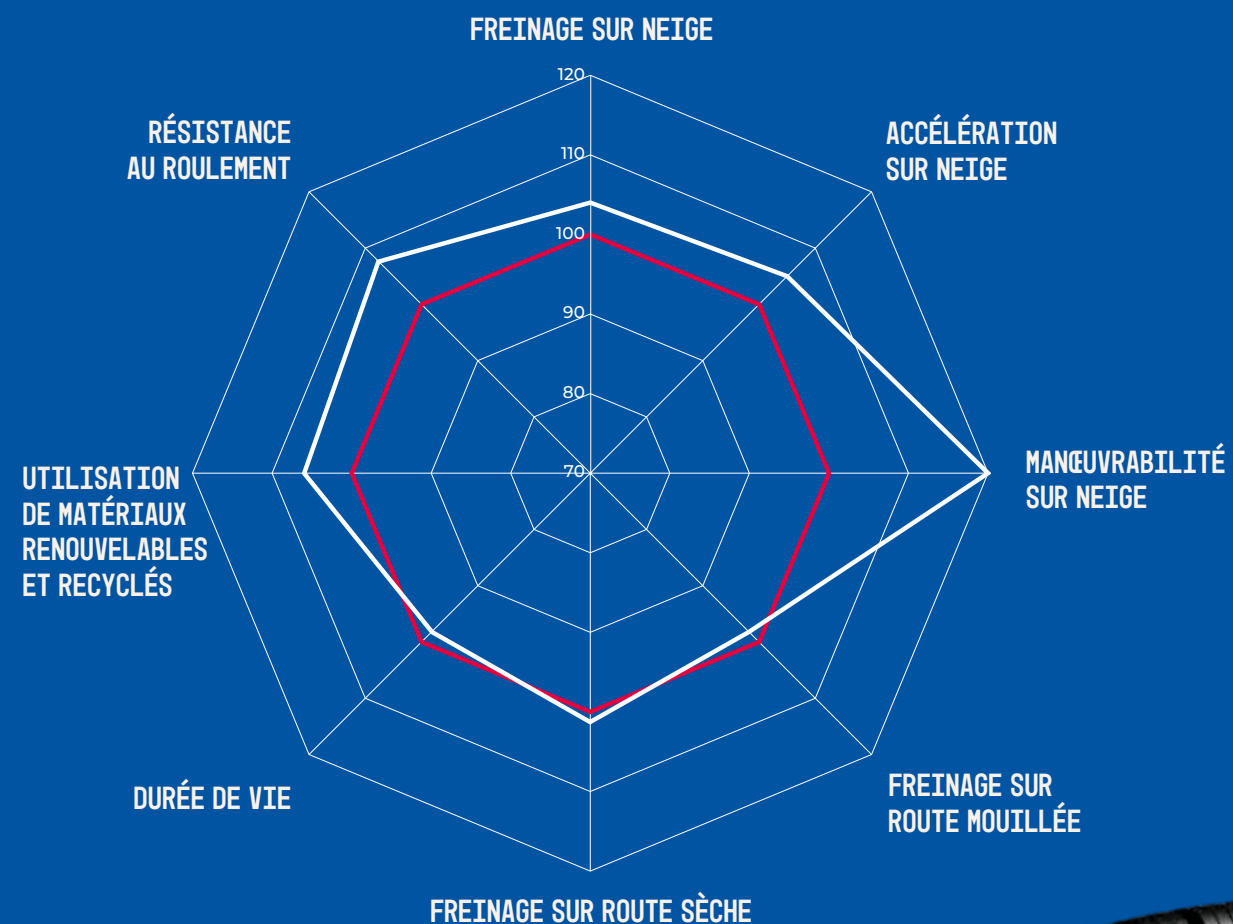 FREINAGE SUR NEIGE
120
110
100
90
80
70
ACCÉLÉRATION
SUR NEIGE
MANŒUVRABILITÉ
SUR NEIGE
FREINAGE SUR
ROUTE MOUILLÉE
FREINAGE SUR ROUTE SÈCHE
DURÉE DE VIE
UTILISATION
DE MATÉRIAUX
RENOUVELABLES
ET RECYCLÉS
RÉSISTANCE
AU ROULEMENT